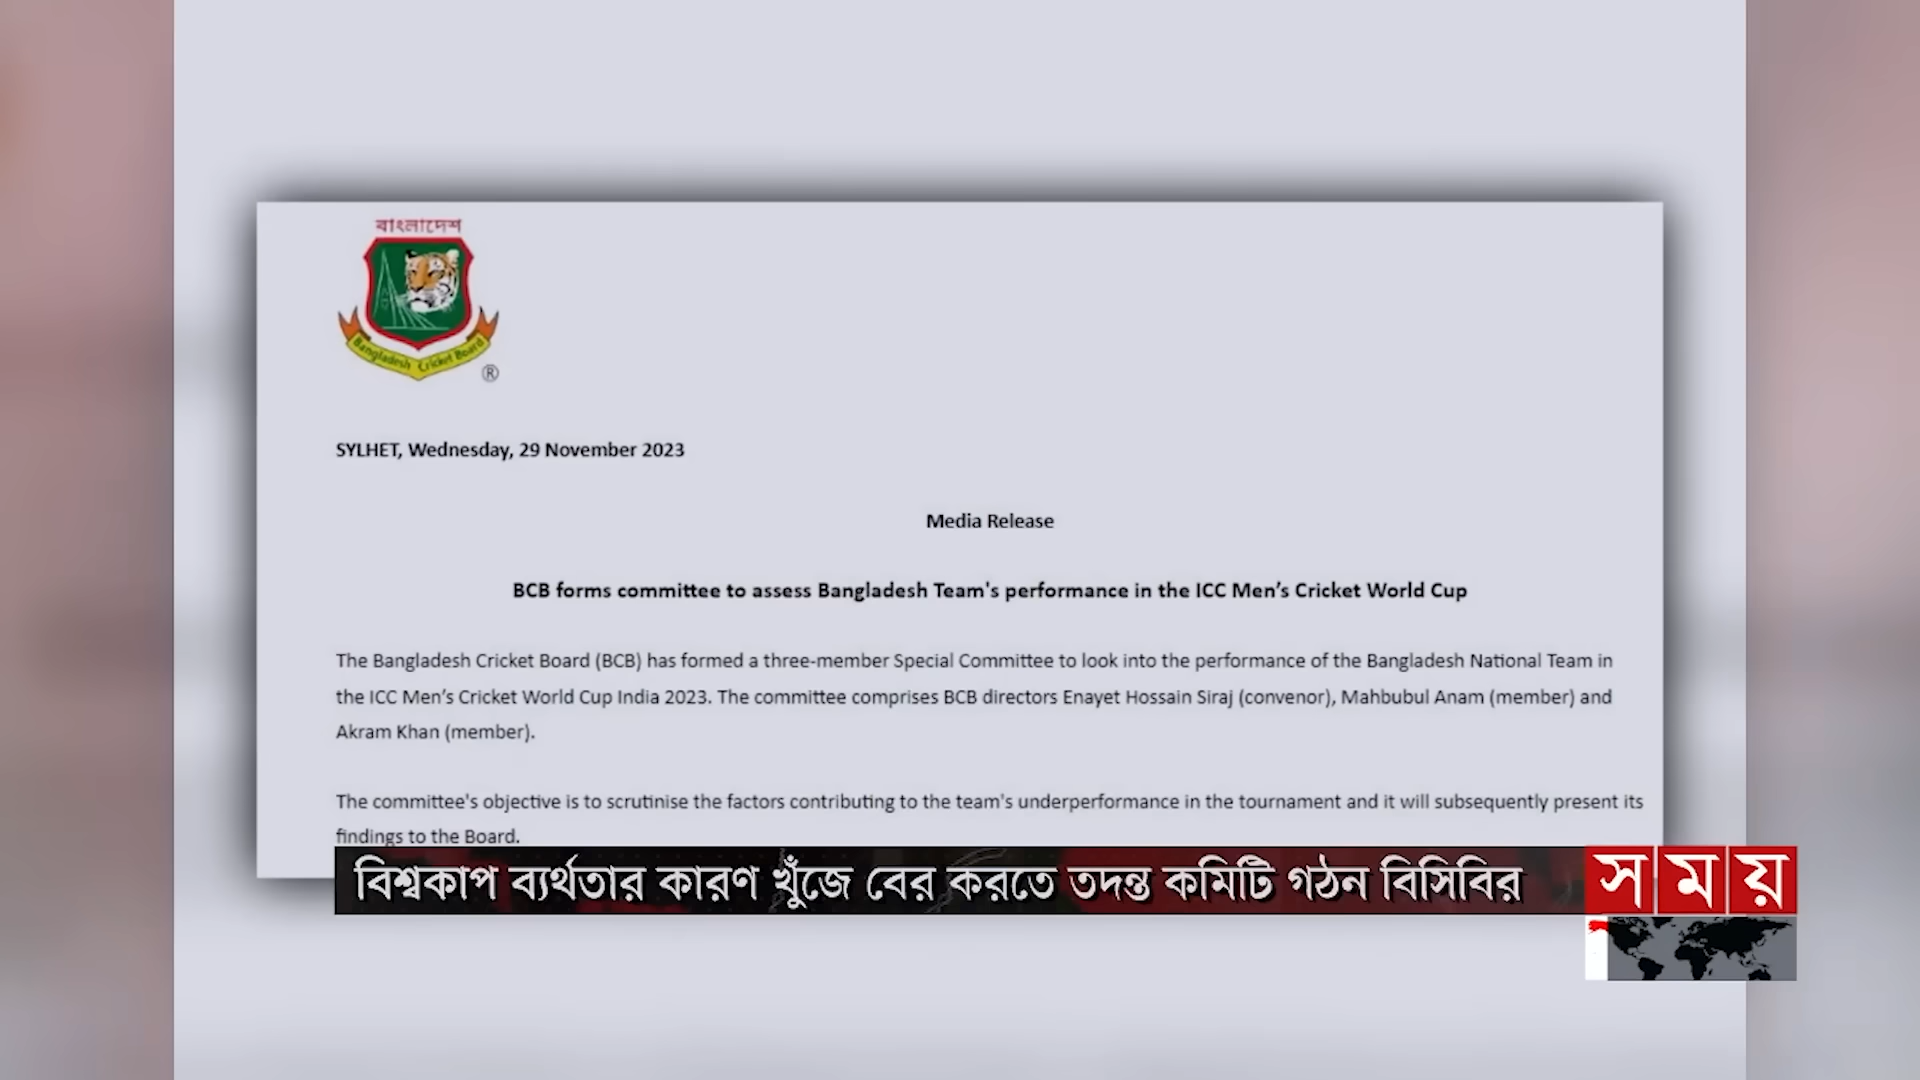 বাংলাদেশ
Bangladesh Cricket Board
®
SYLHET, Wednesday, 29 November 2023
Media Release
BCB forms committee to assess Bangladesh Team's performance in the ICC Men’s Cricket World Cup
The Bangladesh Cricket Board (BCB) has formed a three-member Special Committee to look into the performance of the Bangladesh National Team in
the ICC Men’s Cricket World Cup India 2023. The committee comprises BCB directors Enayet Hossain Siraj (convenor), Mahbubul Anam (member) and
Akram Khan (member).
The committee's objective is to scrutinise the factors contributing to the team's underperformance in the tournament and it will subsequently present its
findings to the Board.
বিশ্বকাপ ব্যর্থতার কারণ খুঁজে বের করতে তদন্ত কমিটি গঠন বিসিবির
সময়